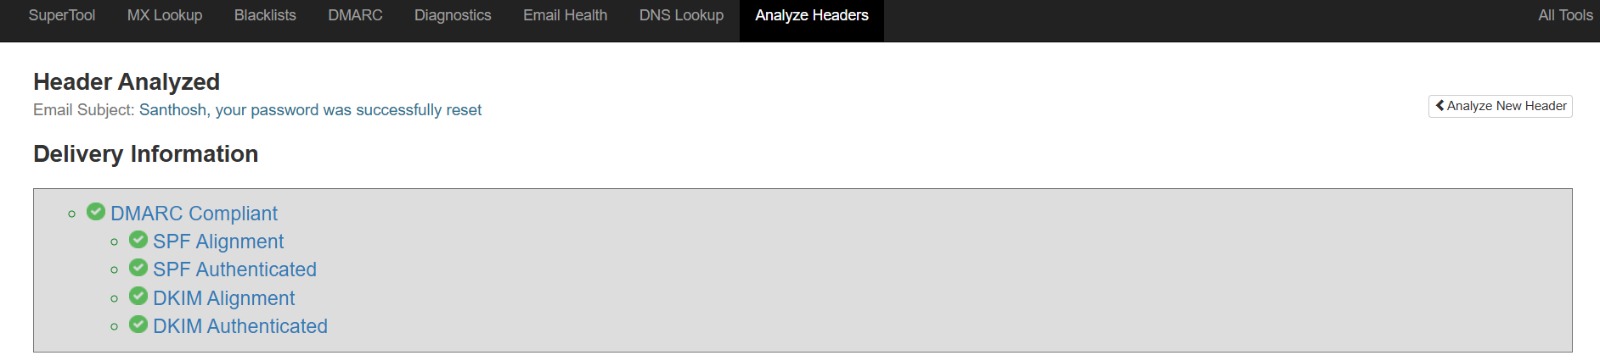 SuperTool MX Lookup Blacklists DMARC Diagnostics Email Health DNS Lookup Analyze Headers All Tools
Header Analyzed
Email Subject: Santhosh, your password was successfully reset
Analyze New Header
Delivery Information
DMARC Compliant
SPF Alignment
SPF Authenticated
DKIM Alignment
DKIM Authenticated